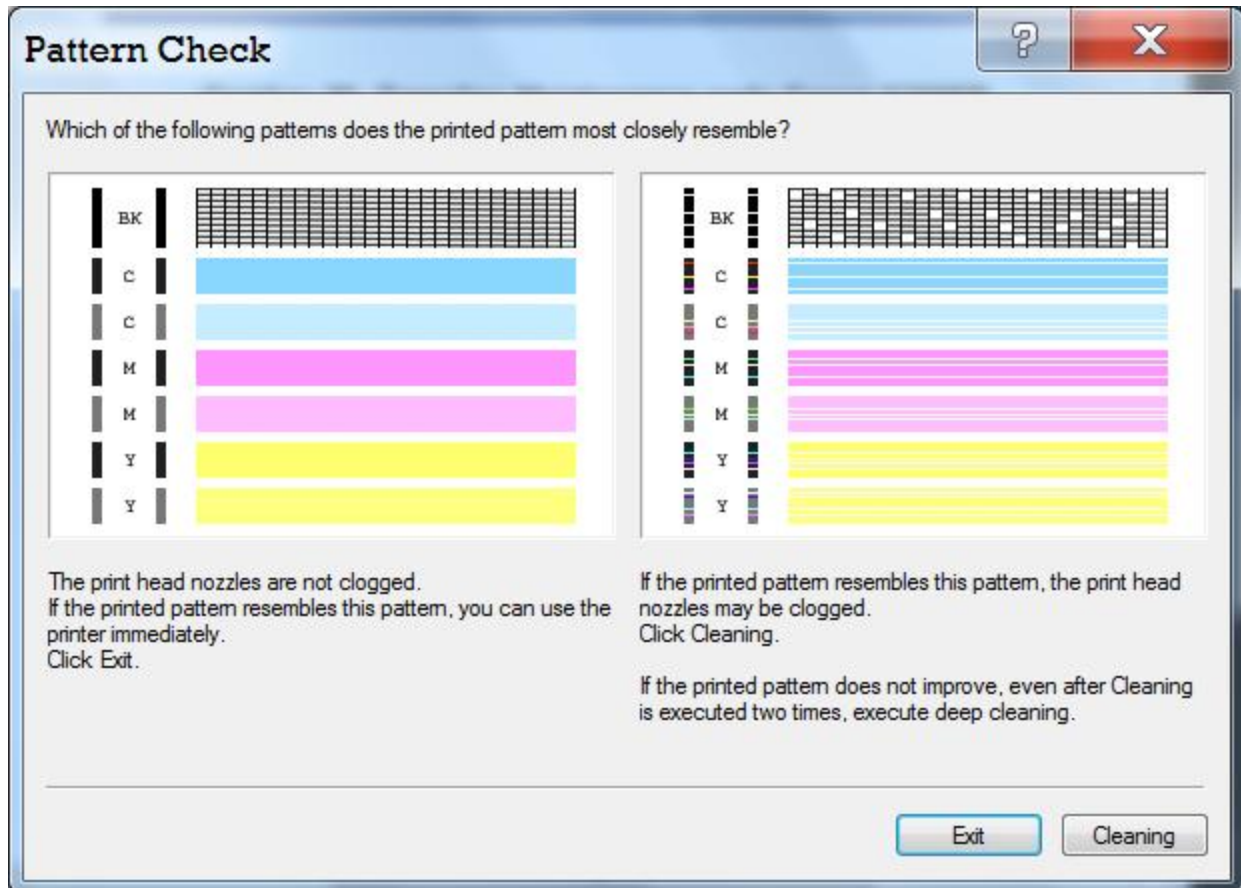 Pattern Check
Which of the following patterns does the printed pattern most closely resemble?
BK
C
C
M
M
Y
Y
BK
C
C
M
M
Y
Y
The print head nozzles are not clogged.
If the printed pattern resembles this pattern, you can use the
printer immediately.
Click Exit.
If the printed pattern resembles this pattern, the print head
nozzles may be clogged.
Click Cleaning.
If the printed pattern does not improve, even after Cleaning
is executed two times, execute deep cleaning.
Exit
Cleaning